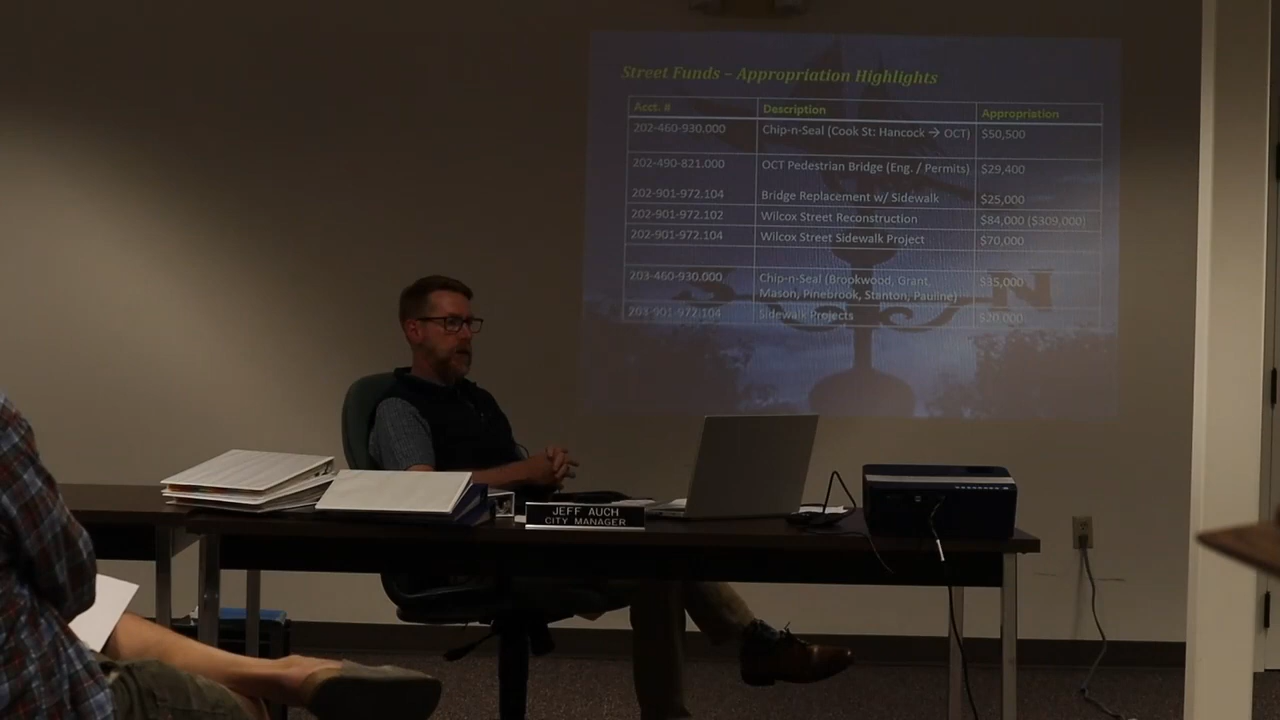 Street Funds – Appropriation Highlights
Acct. # Description Appropriation
202-460-930.000 Chip-n-Seal (Cook St: Hancock → OCT) $50,500
202-490-821.000 OCT Pedestrian Bridge (Eng. / Permits) $29,400
202-901-972.104 Bridge Replacement w/ Sidewalk $25,000
202-901-972.102 Wilcox Street Reconstruction $84,000 ($309,000)
202-901-972.104 Wilcox Street Sidewalk Project $70,000
203-460-930.000 Chip-n-Seal (Brookwood, Grant, $35,000
Mason, Pinebrook, Stanton, Pauline)
203-901-972.104 Sidewalk Projects $20,000
N
JEFF AUCH
CITY MANAGER